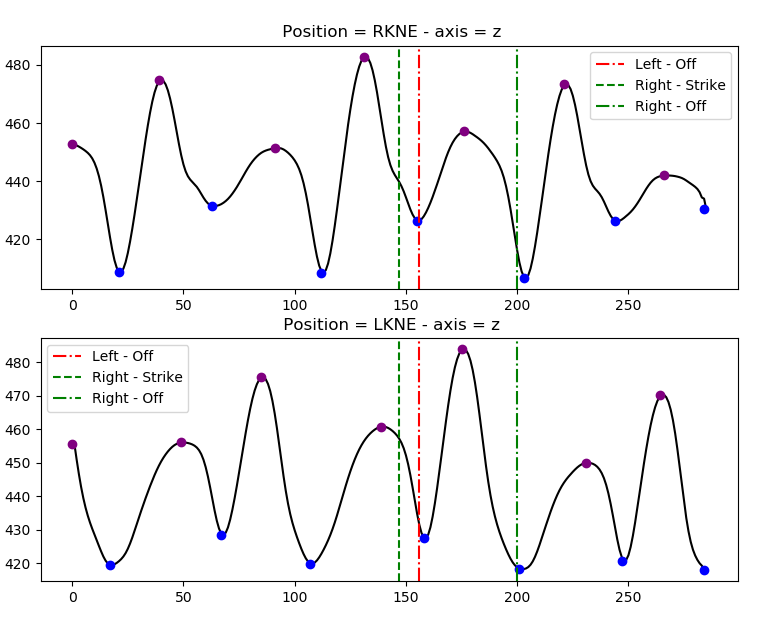 Position = RKNE - axis = z
480
460
440
420
Left - Off
Right - Strike
Right - Off
0 50 100 150 200 250
Position = LKNE - axis = z
480
470
460
450
440
430
420
Left - Off
Right - Strike
Right - Off
0 50 100 150 200 250